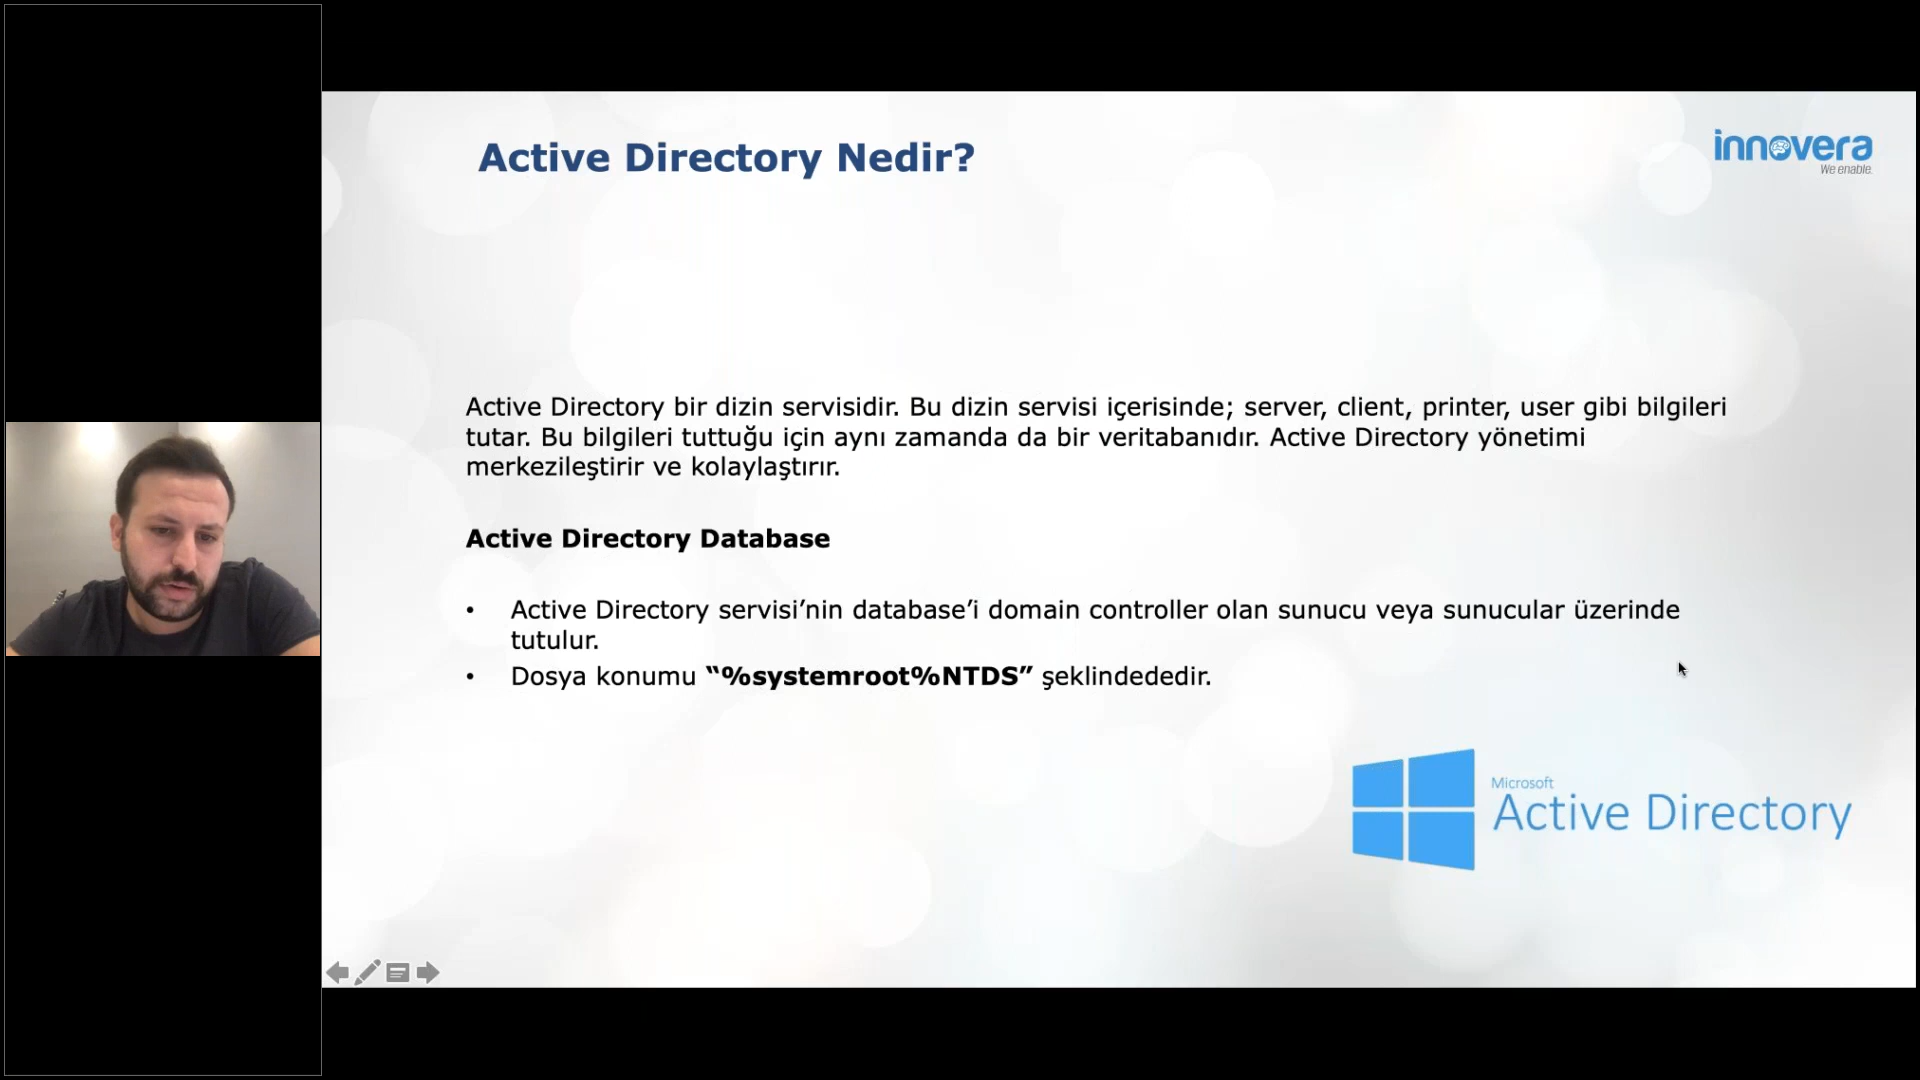 Active Directory Nedir?
innovera
We enable.
Active Directory bir dizin servisidir. Bu dizin servisi içerisinde; server, client, printer, user gibi bilgileri
tutar. Bu bilgileri tuttuğu için aynı zamanda da bir veritabanıdır. Active Directory yönetimi
merkezileştirir ve kolaylaştırır.
Active Directory Database
• Active Directory servisi’nin database’i domain controller olan sunucu veya sunucular üzerinde
tutulur.
• Dosya konumu “%systemroot%NTDS” şeklindededir.
Microsoft
Active Directory